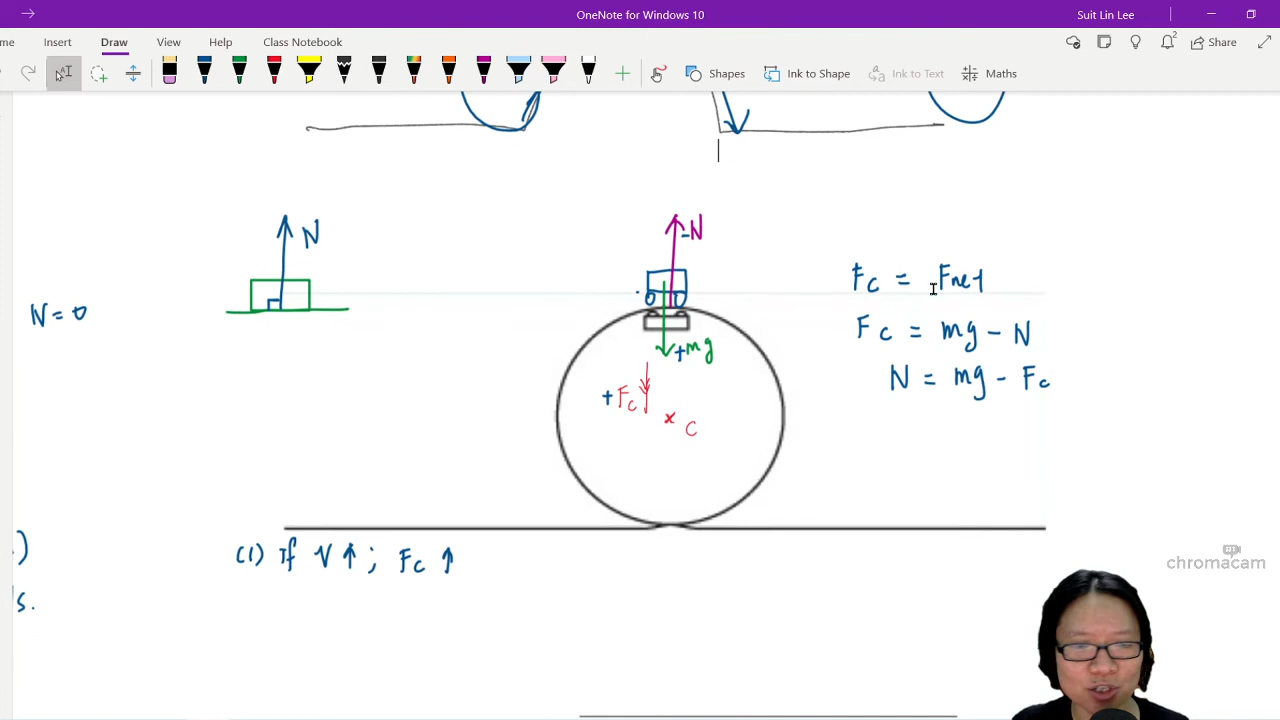 OneNote for Windows 10
Suit Lin Lee
me
Insert
Draw
View
Help
Class Notebook
Share
Shapes
Ink to Shape
Ink to Text
Maths
N
N = 0
-N
+mg
+Fc
C
Fc = Fnet
Fc = mg - N
N = mg - Fc
.)
s.
(1) If V↑ ; Fc ↑
chromacam